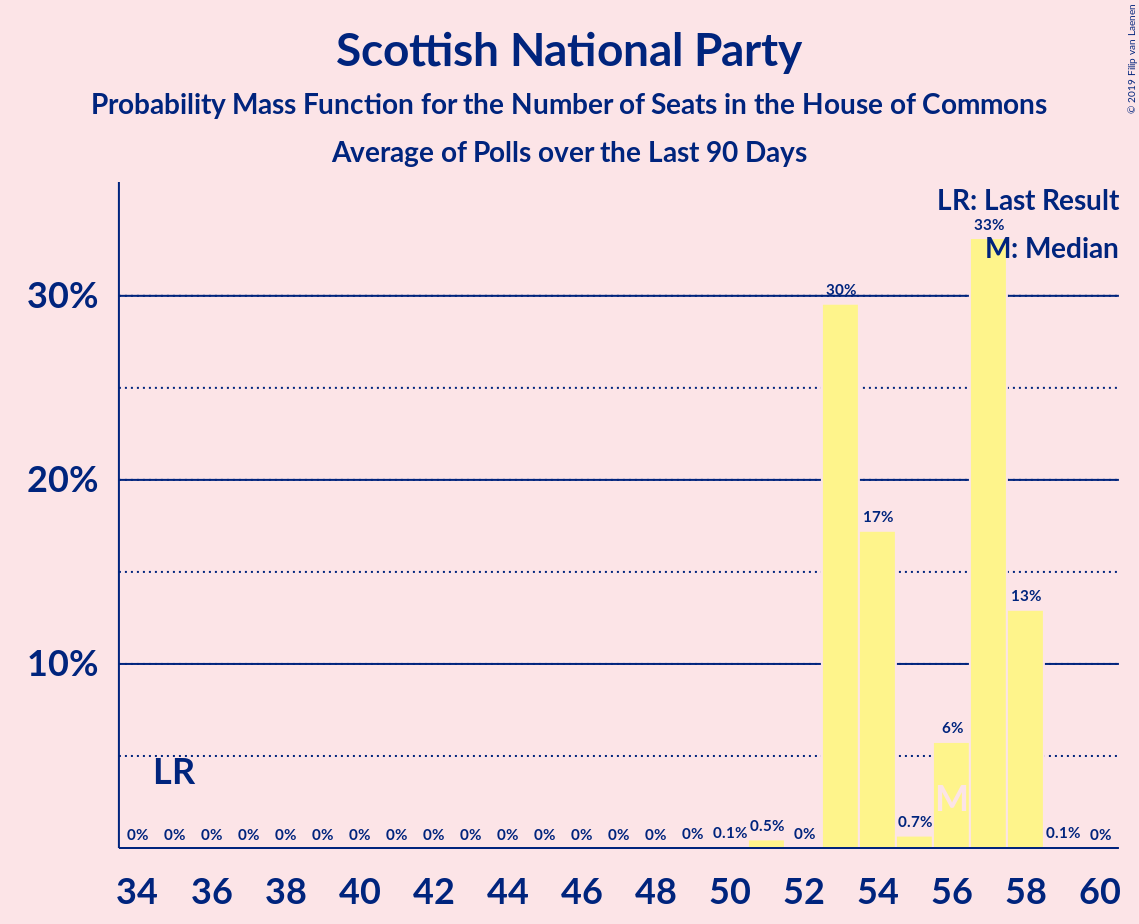 Scottish National Party
Probability Mass Function for the Number of Seats in the House of Commons
Average of Polls over the Last 90 Days
© 2019 Filip van Laenen
LR: Last Result
M: Median
30%
20%
10%
33%
30%
17%
13%
6%
LR
M
0% 0% 0% 0% 0% 0% 0% 0% 0% 0% 0% 0% 0% 0% 0% 0% 0.1% 0.5% 0% 0.7% 0.1% 0%
34 36 38 40 42 44 46 48 50 52 54 56 58 60